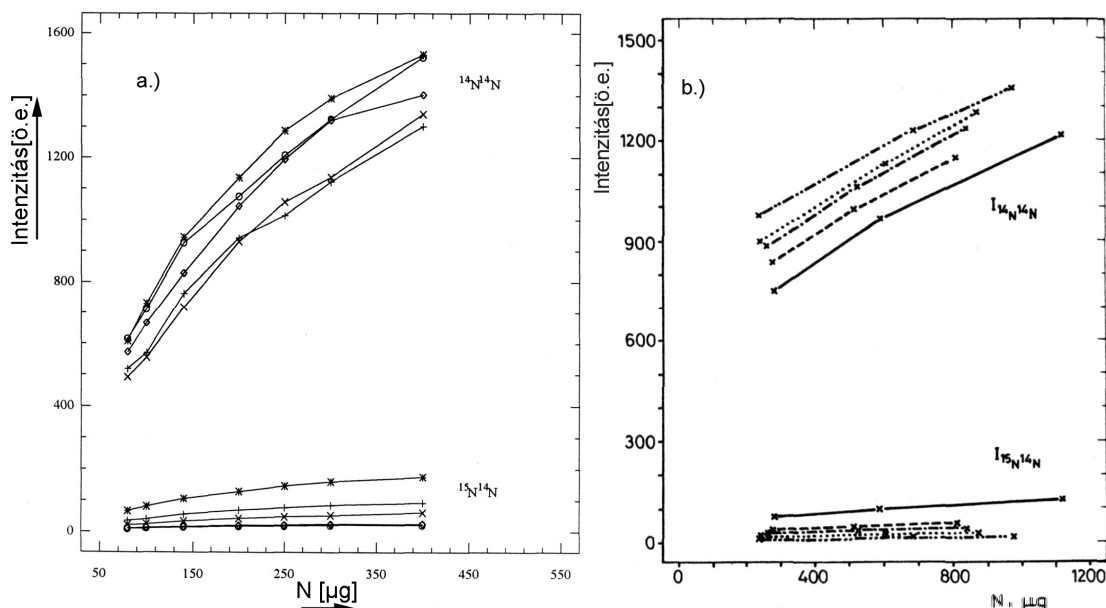 Intenzitás[ö.e.]
1600
1200
800
400
0
a.)
¹⁴N¹⁴N
¹⁵N¹⁴N
50
150
250
350
450
550
N [µg]
Intenzitás[ö.e.]
1500
1200
900
600
300
0
b.)
I₁₄N₁₄N
I₁₅N₁₄N
0
400
800
1200
N, µg